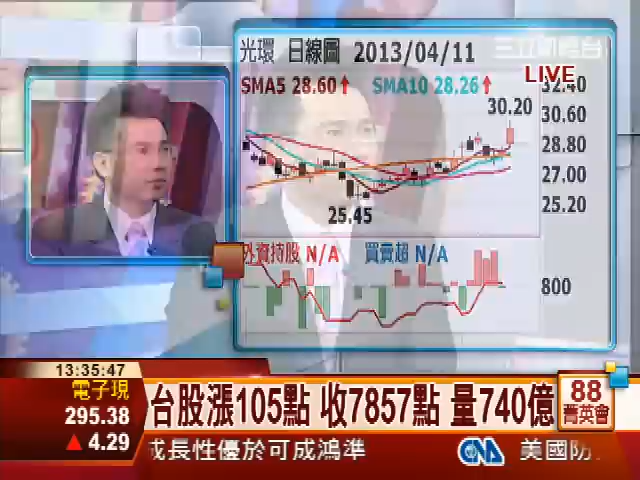 光環 日線圖 2013/04/11
LIVE
SMA5 28.60↑ SMA10 28.26↑
32.40
30.20
30.60
28.80
27.00
25.20
25.45
外資持股 N/A 買賣超 N/A
800
13:35:47
電子現
295.38
▲4.29
台股漲105點 收7857點 量740億
88
菁英會
成長性優於可成鴻準
CNA 美國防